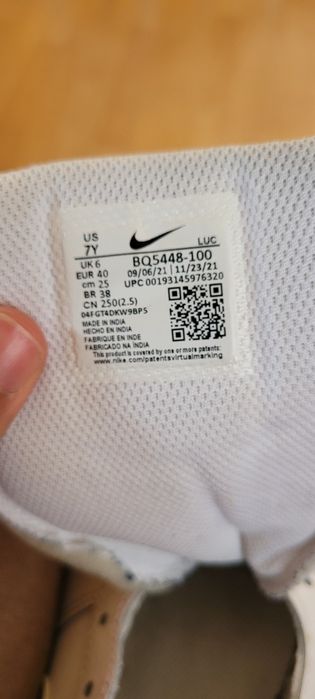 US
7Y
LUC
UK 6
EUR 40
cm 25
BR 38
CN 250(2.5)
BQ5448-100
09/06/21 | 11/23/21
UPC 00193145976320
04FGT4DKW9BP5
MADE IN INDIA
HECHO EN INDIA
FABRIQUE EN INDE
FABRICADO NA ÍNDIA
This product is covered by one or more patents:
www.nike.com/patentsvirtualmarking